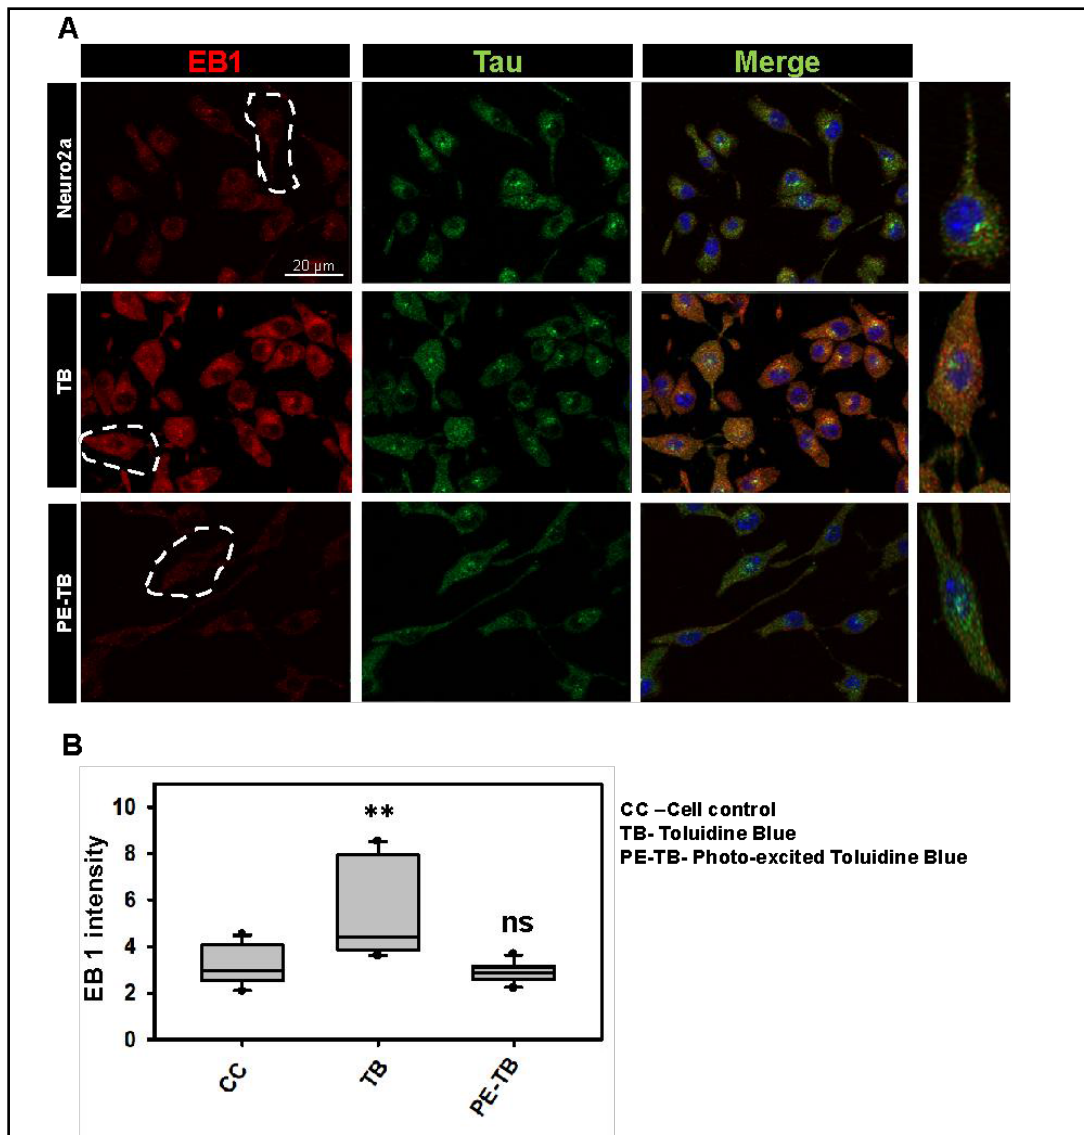 A
EB1 Tau Merge
Neuro2a
20 µm
TB
PE-TB
B
EB 1 intensity
10
8
6
4
2
0
**
ns
CC
TB
PE-TB
CC –Cell control
TB- Toluidine Blue
PE-TB- Photo-excited Toluidine Blue